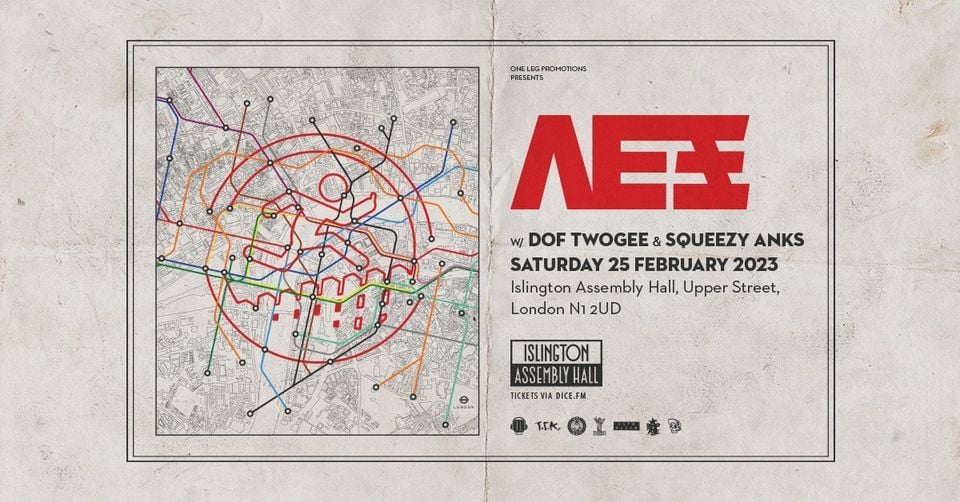 ONE LEG PROMOTIONS
PRESENTS
w/ DOF TWOGEE & SQUEEZY ANKS
SATURDAY 25 FEBRUARY 2023
Islington Assembly Hall, Upper Street,
London N1 2UD
ISLINGTON
ASSEMBLY HALL
TICKETS VIA DICE.FM
T.T.K.
LONDON